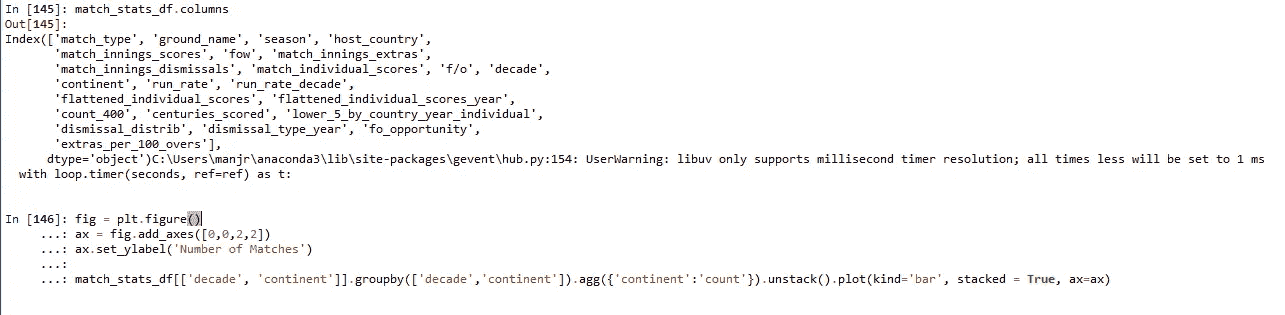 In [145]: match_stats_df.columns
Out[145]:
Index(['match_type', 'ground_name', 'season', 'host_country',
'match_innings_scores', 'fow', 'match_innings_extras',
'match_innings_dismissals', 'match_individual_scores', 'f/o', 'decade',
'continent', 'run_rate', 'run_rate_decade',
'flattened_individual_scores', 'flattened_individual_scores_year',
'count_400', 'centuries_scored', 'lower_5_by_country_year_individual',
'dismissal_distrib', 'dismissal_type_year', 'fo_opportunity',
'extras_per_100_overs'],
dtype='object')C:\Users\manjr\anaconda3\lib\site-packages\gevent\hub.py:154: UserWarning: libuv only supports millisecond timer resolution; all times less will be set to 1 ms
with loop.timer(seconds, ref=ref) as t:
In [146]: fig = plt.figure()
...: ax = fig.add_axes([0,0,2,2])
...: ax.set_ylabel('Number of Matches')
...:
...: match_stats_df[['decade', 'continent']].groupby(['decade','continent']).agg({'continent':'count'}).unstack().plot(kind='bar', stacked = True, ax=ax)